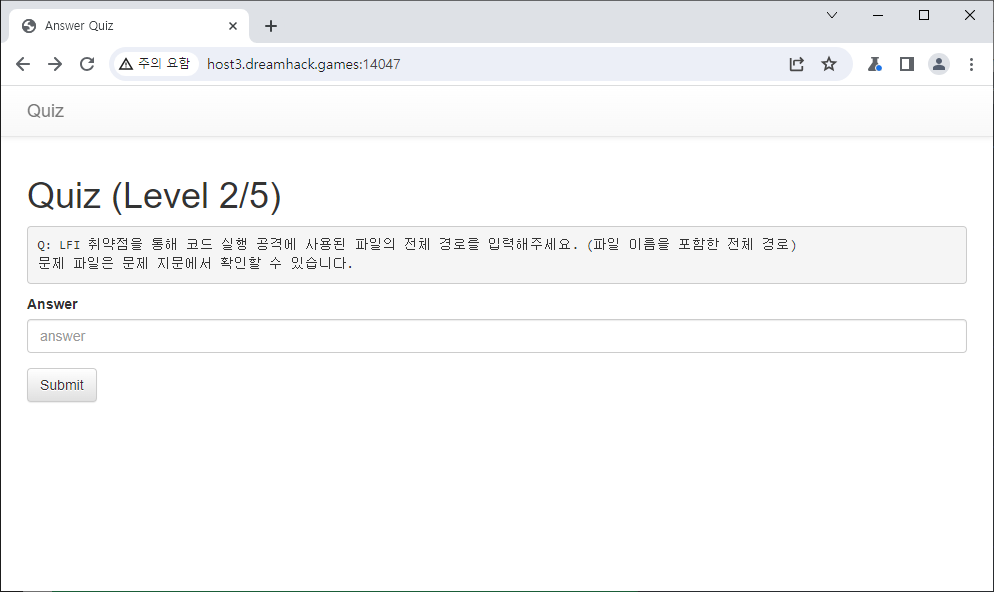 Answer Quiz
주의 요함
host3.dreamhack.games:14047
Quiz
Quiz (Level 2/5)
Q: LFI 취약점을 통해 코드 실행 공격에 사용된 파일의 전체 경로를 입력해주세요. (파일 이름을 포함한 전체 경로)
문제 파일은 문제 지문에서 확인할 수 있습니다.
Answer
answer
Submit